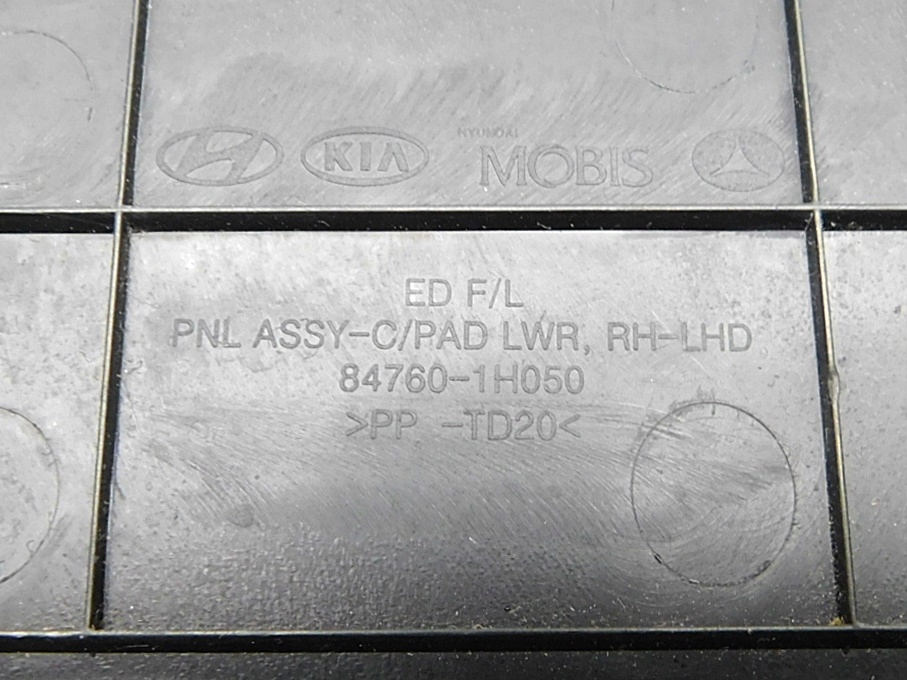 KIA HYUNDAI MOBIS
ED F/L
PNL ASSY-C/PAD LWR, RH-LHD
84760-1H050
>PP -TD20<